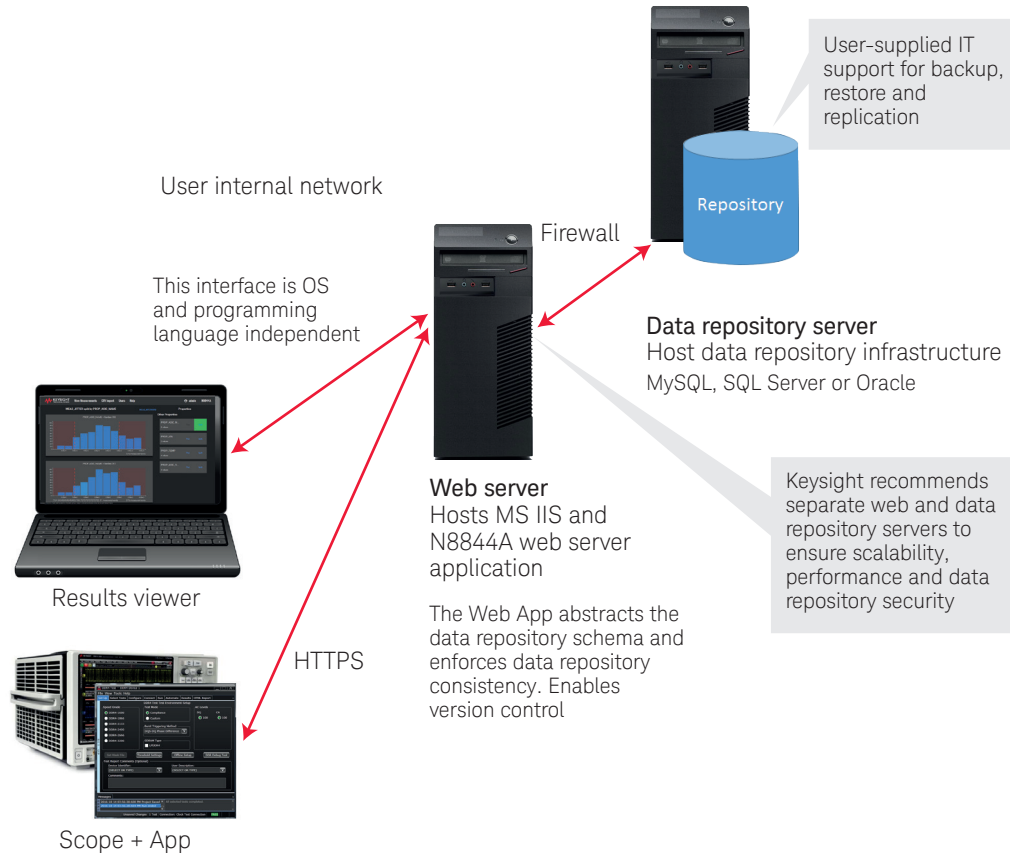 User-supplied IT
support for backup,
restore and
replication
Repository
User internal network
Firewall
This interface is OS
and programming
language independent
Data repository server
Host data repository infrastructure
MySQL, SQL Server or Oracle
Web server
Hosts MS IIS and
N8844A web server
application
The Web App abstracts the
data repository schema and
enforces data repository
consistency. Enables
version control
Keysight recommends
separate web and data
repository servers to
ensure scalability,
performance and data
repository security
Results viewer
HTTPS
Scope + App